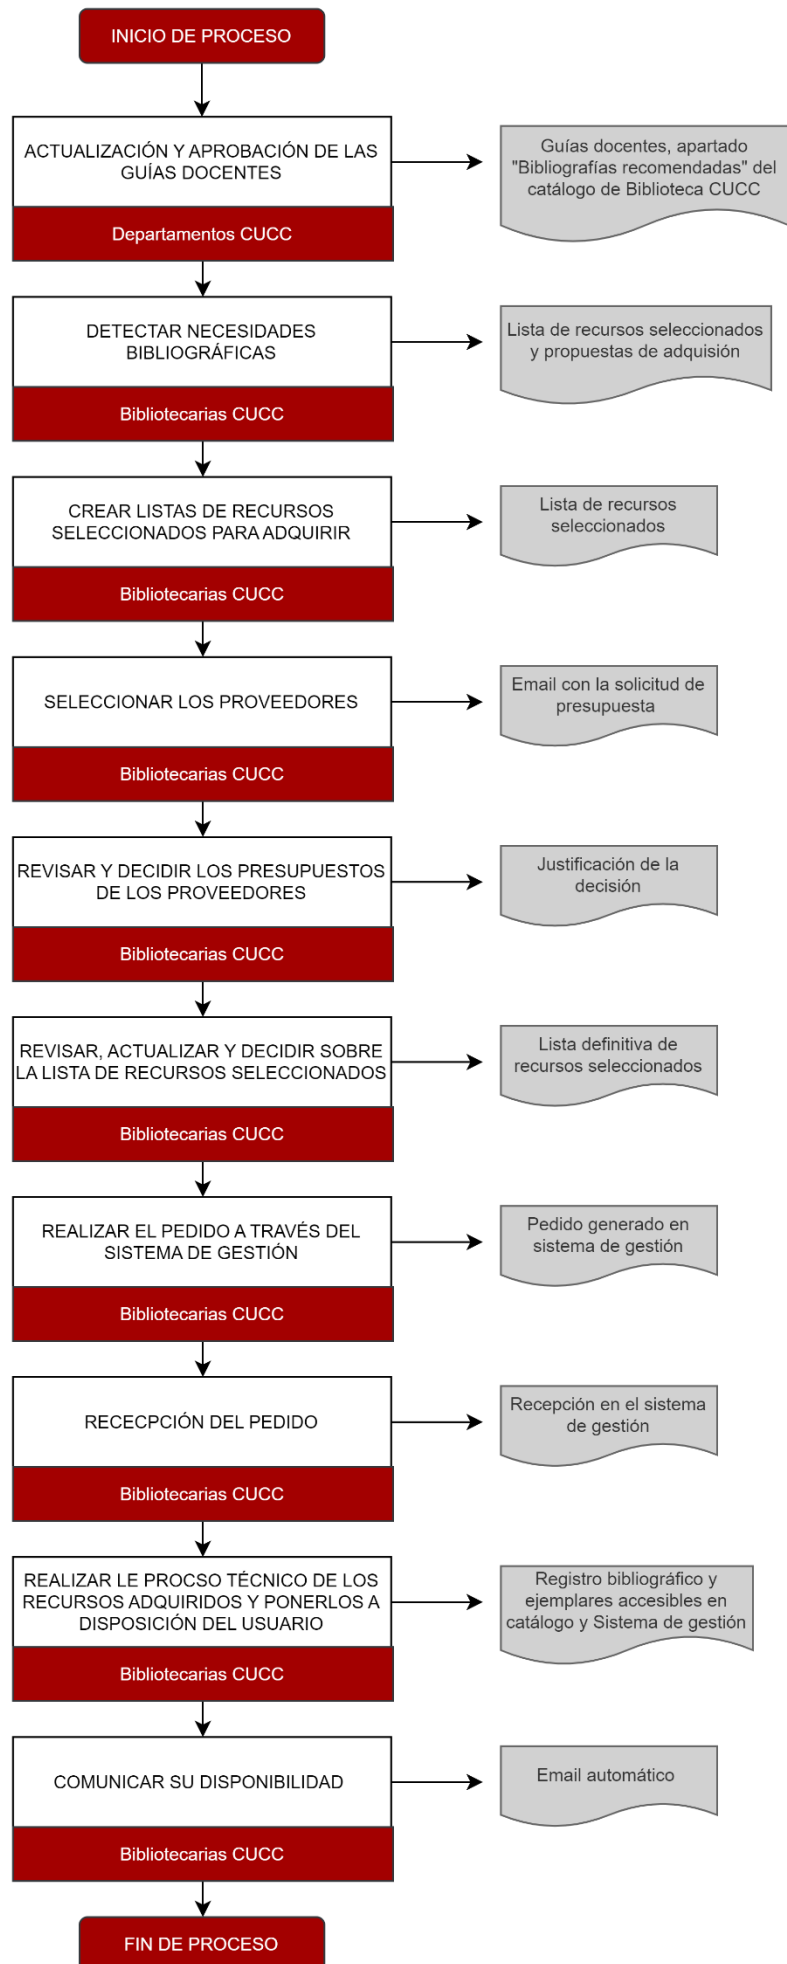 INICIO DE PROCESO
ACTUALIZACIÓN Y APROBACIÓN DE LAS
GUÍAS DOCENTES
Departamentos CUCC
Guías docentes, apartado
"Bibliografías recomendadas" del
catálogo de Biblioteca CUCC
DETECTAR NECESIDADES
BIBLIOGRÁFICAS
Bibliotecarias CUCC
Lista de recursos seleccionados
y propuestas de adquisión
CREAR LISTAS DE RECURSOS
SELECCIONADOS PARA ADQUIRIR
Bibliotecarias CUCC
Lista de recursos
seleccionados
SELECCIONAR LOS PROVEEDORES
Bibliotecarias CUCC
Email con la solicitud de
presupuesta
REVISAR Y DECIDIR LOS PRESUPUESTOS
DE LOS PROVEEDORES
Bibliotecarias CUCC
Justificación de la
decisión
REVISAR, ACTUALIZAR Y DECIDIR SOBRE
LA LISTA DE RECURSOS SELECCIONADOS
Bibliotecarias CUCC
Lista definitiva de
recursos seleccionados
REALIZAR EL PEDIDO A TRAVÉS DEL
SISTEMA DE GESTIÓN
Bibliotecarias CUCC
Pedido generado en
sistema de gestión
RECECPCIÓN DEL PEDIDO
Bibliotecarias CUCC
Recepción en el sistema
de gestión
REALIZAR LE PROCSO TÉCNICO DE LOS
RECURSOS ADQUIRIDOS Y PONERLOS A
DISPOSICIÓN DEL USUARIO
Bibliotecarias CUCC
Registro bibliográfico y
ejemplares accesibles en
catálogo y Sistema de gestión
COMUNICAR SU DISPONIBILIDAD
Bibliotecarias CUCC
Email automático
FIN DE PROCESO